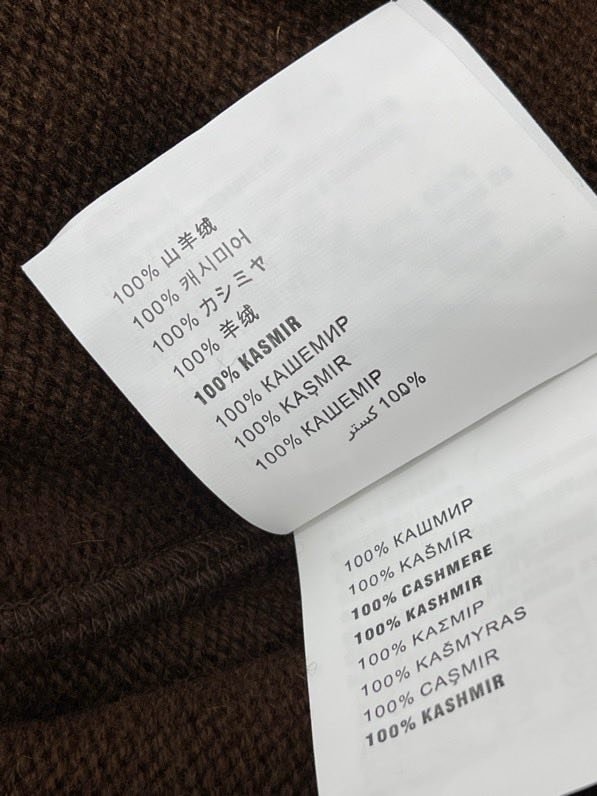 100% 山羊绒
100% 캐시미어
100% カシミヤ
100% 羊绒
100% KASMIR
100% КАШЕМИР
100% KAŞMIR
100% КАШЕМІР
كستر 100%
100% КАШМИР
100% KAŠMÍR
100% CASHMERE
100% KASHMIR
100% ΚΑΣΜΙΡ
100% KAŠMYRAS
100% CAŞMIR
100% KASHMIR